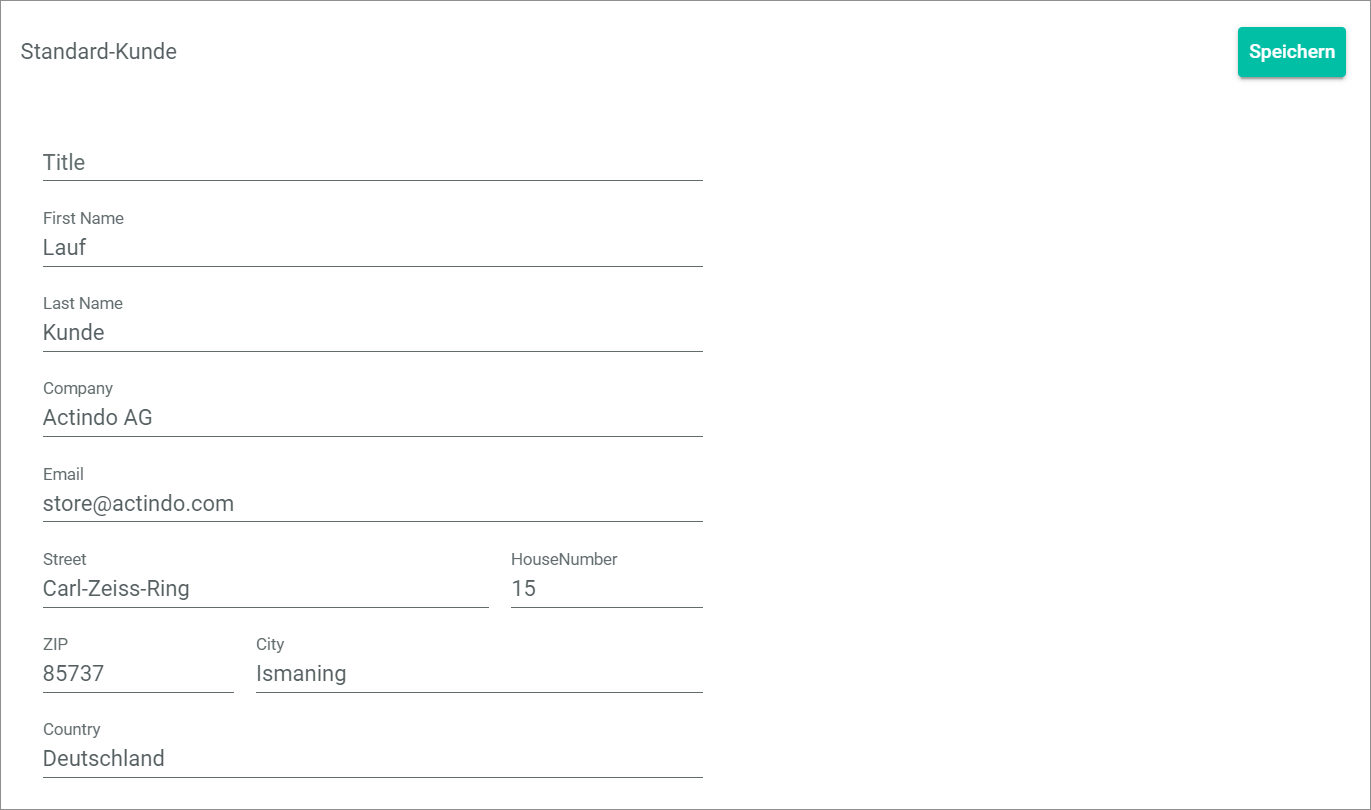 Standard-Kunde
Speichern
Title
First Name
Lauf
Last Name
Kunde
Company
Actindo AG
Email
store@actindo.com
Street
HouseNumber
Carl-Zeiss-Ring
15
ZIP
City
85737
Ismaning
Country
Deutschland